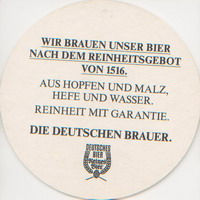 WIR BRAUEN UNSER BIER
NACH DEM REINHEITSGEBOT
VON 1516.
AUS HOPFEN UND MALZ,
HEFE UND WASSER.
REINHEIT MIT GARANTIE.
DIE DEUTSCHEN BRAUER.
DEUTSCHES
BIER